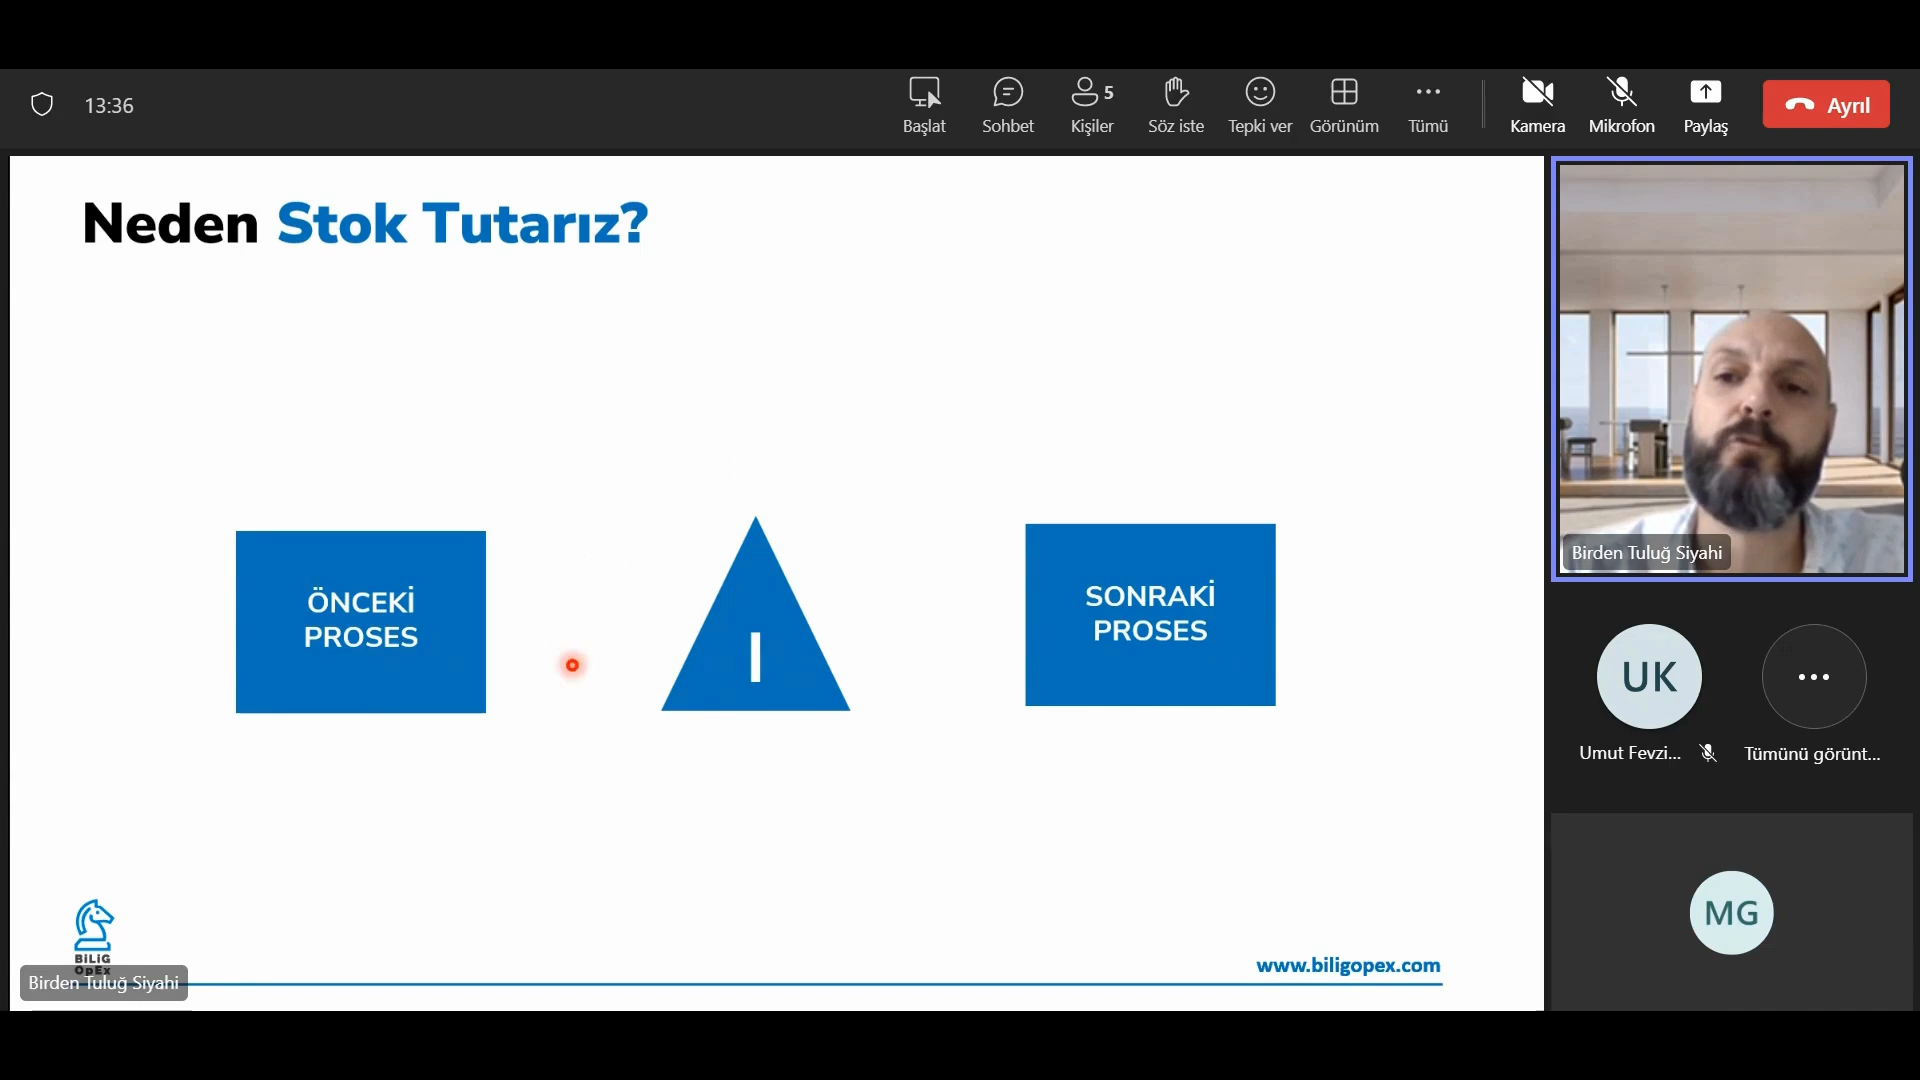 13:36
Başlat
Sohbet
5
Kişiler
Söz iste
Tepki ver
Görünüm
Tümü
Kamera
Mikrofon
Paylaş
Ayrıl
Neden Stok Tutarız?
ÖNCEKİ
PROSES
I
SONRAKİ
PROSES
BiLiG
OpEx
www.biligopex.com
Birden Tuluğ Siyahi
Birden Tuluğ Siyahi
UK
Umut Fevzi...
Tümünü görünt...
MG